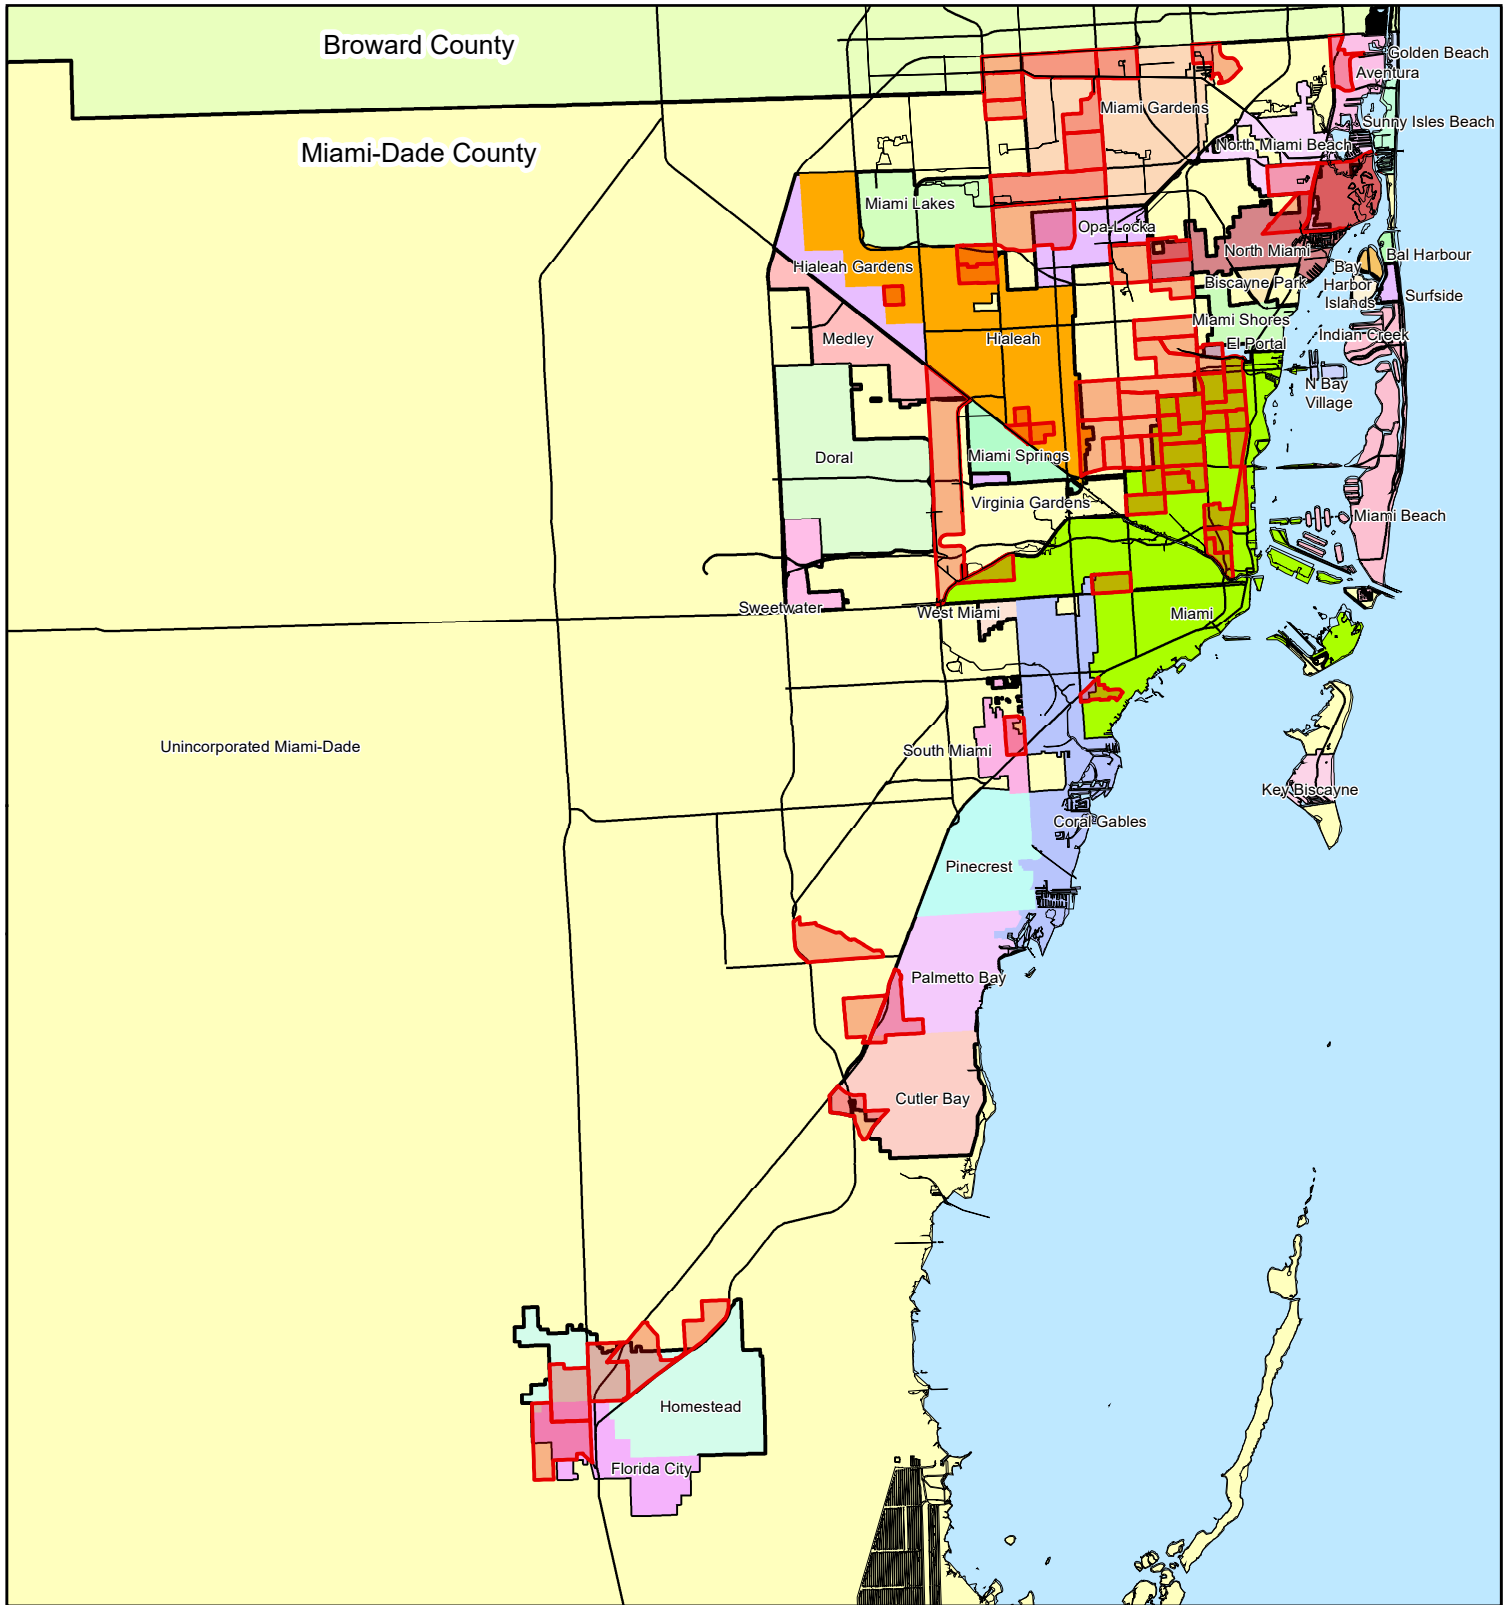 Broward County
Golden Beach
Aventura
Miami Gardens
Sunny Isles Beach
Miami-Dade County
North Miami Beach
Miami Lakes
Opa-Locka
North Miami
Bal Harbour
Hialeah Gardens
Bay
Harbor
Islands
Biscayne Park
Surfside
Miami Shores
Indian Creek
Medley
Hialeah
El Portal
N Bay
Village
Doral
Miami Springs
Virginia Gardens
Miami Beach
Sweetwater
West Miami
Miami
Unincorporated Miami-Dade
South Miami
Key Biscayne
Coral Gables
Pinecrest
Palmetto Bay
Cutler Bay
Homestead
Florida City